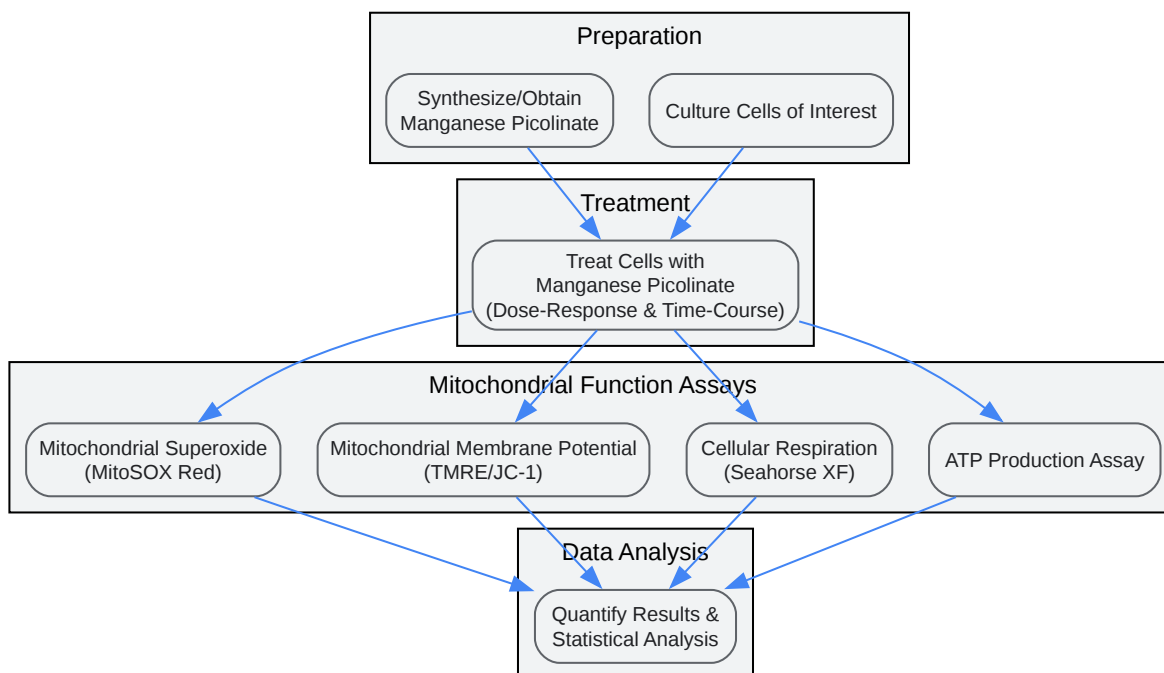 Preparation
Synthesize/Obtain
Manganese Picolinate
Culture Cells of Interest
Treatment
Treat Cells with
Manganese Picolinate
(Dose-Response & Time-Course)
Mitochondrial Function Assays
Mitochondrial Superoxide
(MitoSOX Red)
Mitochondrial Membrane Potential
(TMRE/JC-1)
Cellular Respiration
(Seahorse XF)
ATP Production Assay
Data Analysis
Quantify Results &
Statistical Analysis